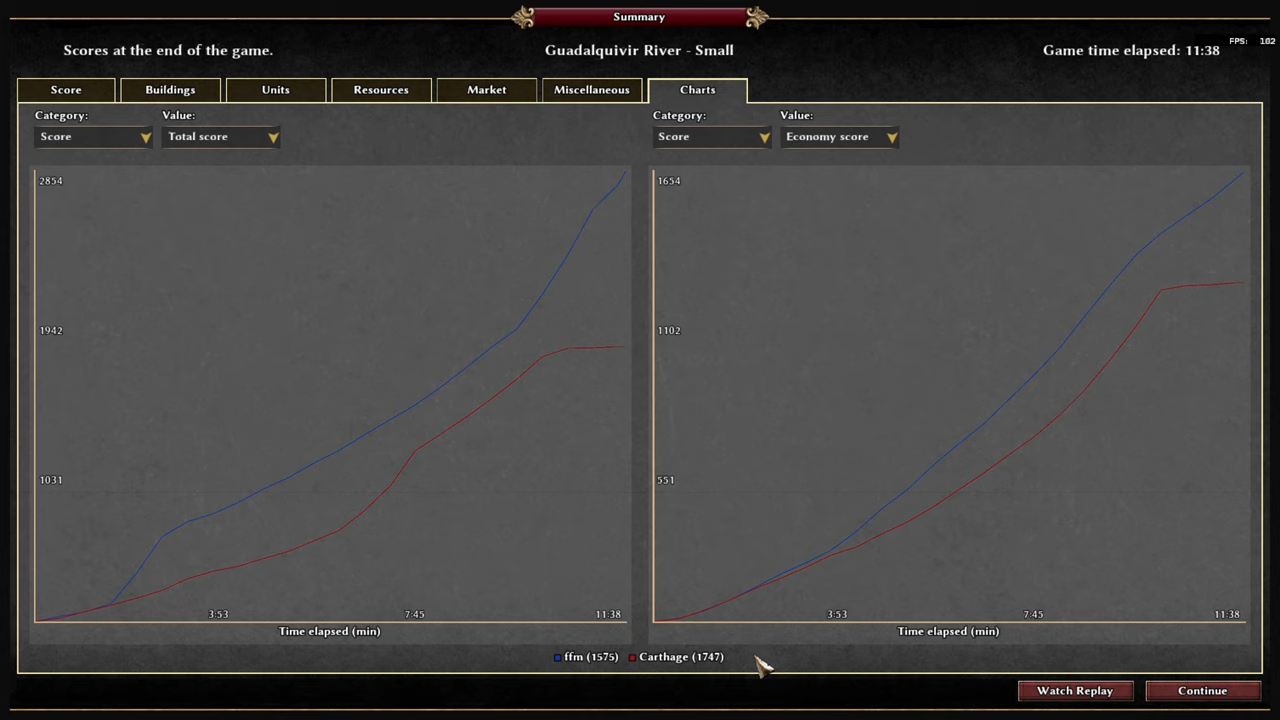 Summary
Scores at the end of the game.
Guadalquivir River - Small
Game time elapsed: 11:38
FPS: 102
Score
Buildings
Units
Resources
Market
Miscellaneous
Charts
Category:
Value:
Score
Total score
Category:
Value:
Score
Economy score
2854
1942
1031
3:53
7:45
11:38
Time elapsed (min)
1654
1102
551
3:53
7:45
11:38
Time elapsed (min)
ffm (1575)
Carthage (1747)
Watch Replay
Continue